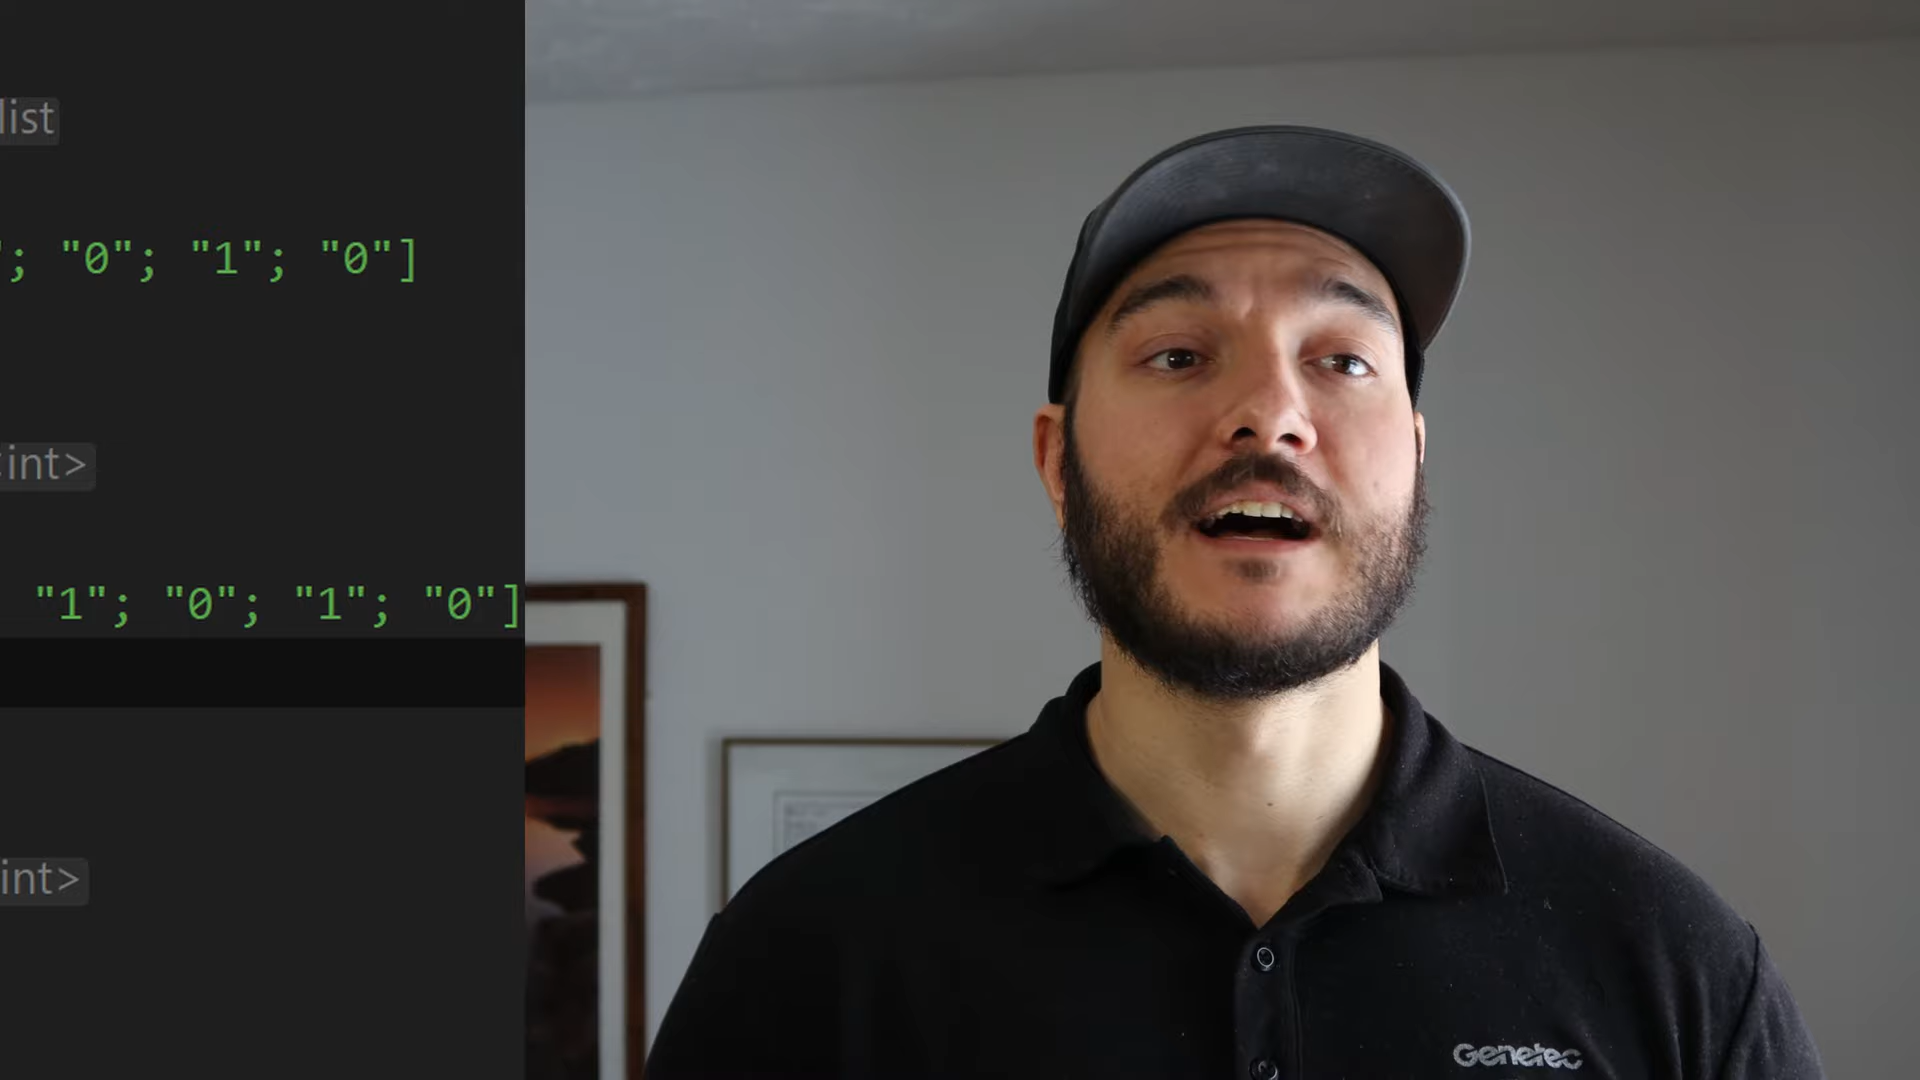 list
"; "0"; "1"; "0"]
int>
"1"; "0"; "1"; "0"]
int>
Genetec